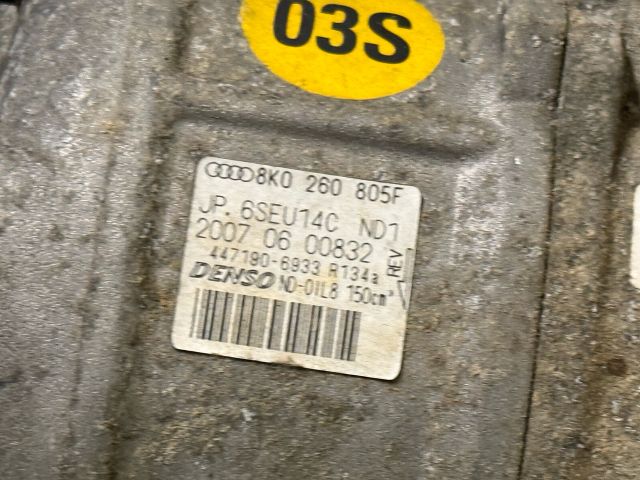 03S
8K0 260 805F
JP. 6SEU14C ND1
2007 06 00832
447190-6933 R134a
DENSO ND-OIL8 150cm³
REV